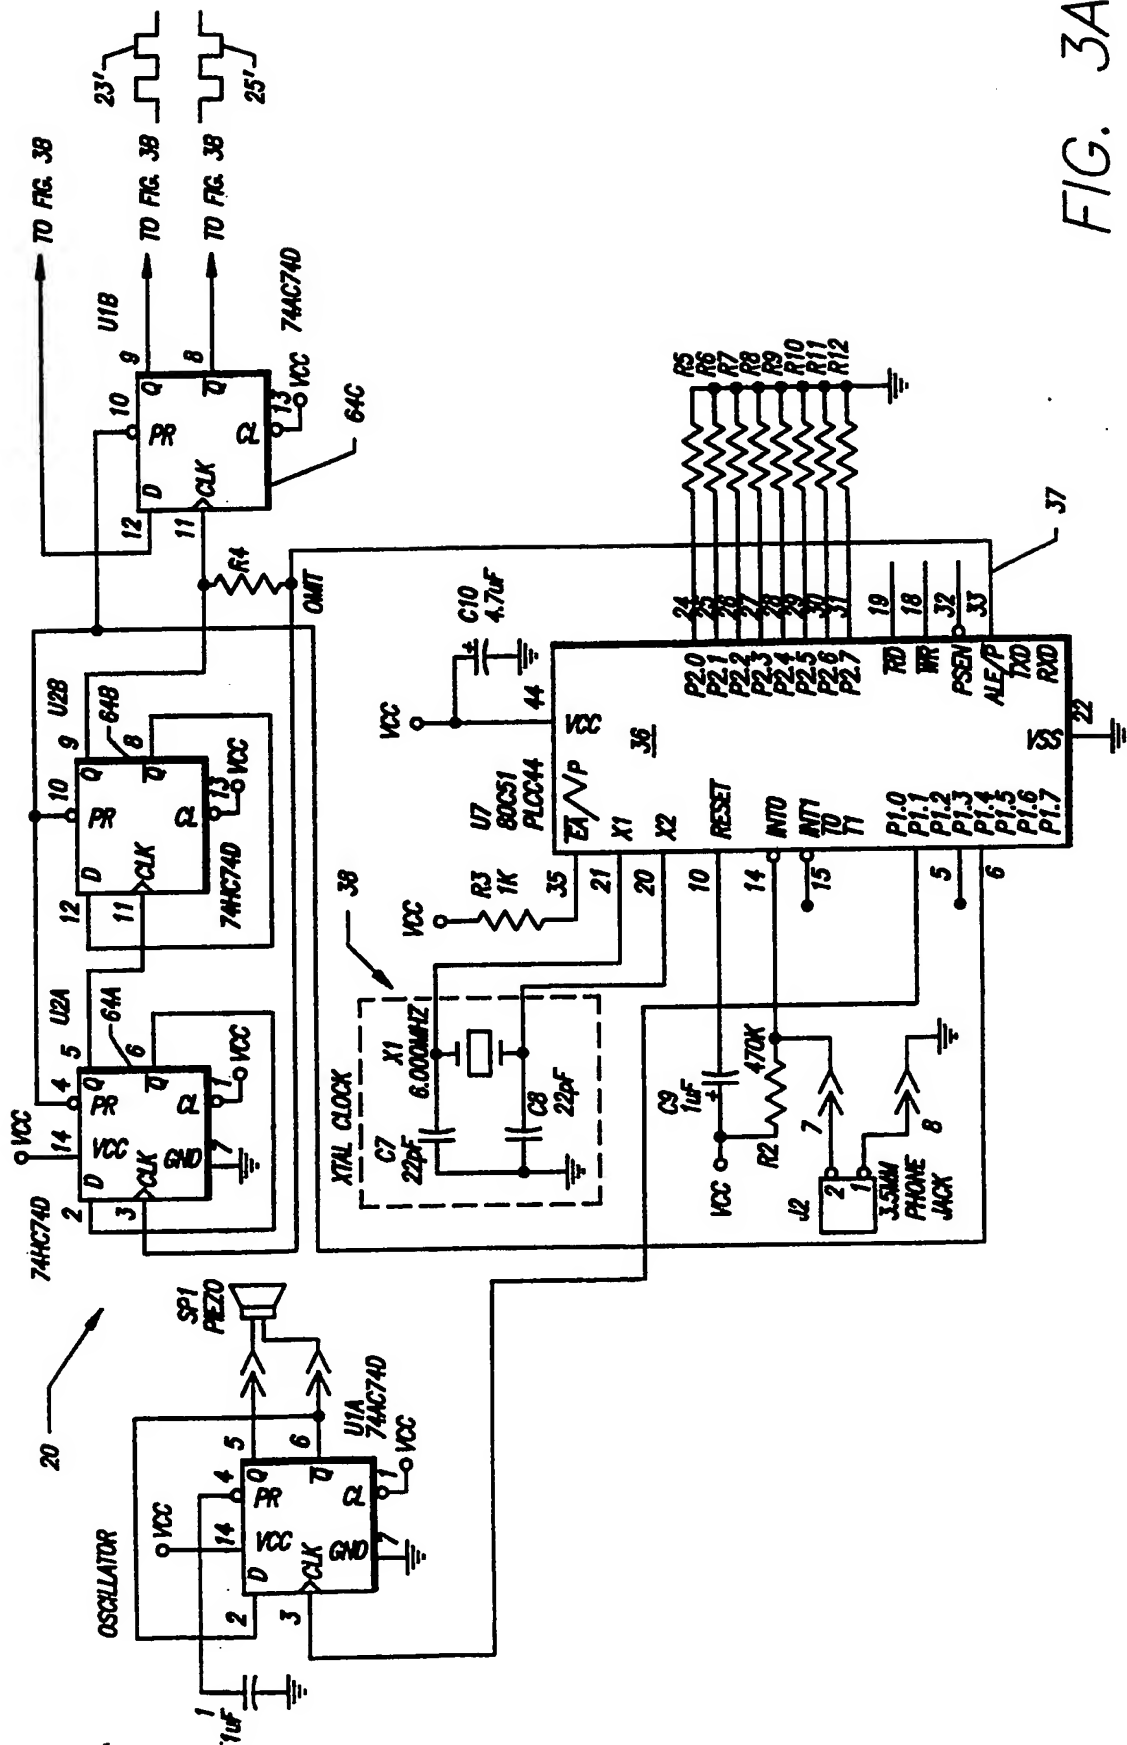 FIG. 3A
20
OSCILLATOR
VCC
14
4
5
PR
Q
VCC
D
2
3
CLK
GND
7
Q
6
CL
1
VCC
U1A
74AC74D
1
1uF
SP1
PIEZO
74HC74D
VCC
14
4
5
U2A
64A
2
D
VCC
PR
Q
3
CLK
GND
7
CL
1
Q
6
VCC
10
9
U2B
64B
12
D
PR
Q
11
CLK
CL
13
Q
8
VCC
74HC74D
TO FIG. 3B
23'
TO FIG. 3B
TO FIG. 3B
25'
U1B
10
9
12
D
PR
Q
11
CLK
CL
13
Q
8
VCC
74AC74D
64C
R4
OMIT
VCC
C10
4.7uF
44
38
XTAL CLOCK
X1
6.000MHZ
C7
22pF
C8
22pF
VCC
R3
1K
U7
80C51
PLCC44
36
VCC
35
EA/VP
21
X1
20
X2
10
RESET
14
INT0
15
INT1
T0
T1
P1.0
P1.1
P1.2
5
P1.3
6
P1.4
P1.5
P1.6
P1.7
VSS
22
24
P2.0
25
P2.1
26
P2.2
27
P2.3
28
P2.4
29
P2.5
30
P2.6
31
P2.7
19
RD
18
WR
32
PSEN
33
ALE/P
TXD
RXD
R5
R6
R7
R8
R9
R10
R11
R12
37
C9
1uF
VCC
R2
470K
J2
2
1
7
8
3.5MM
PHONE
JACK